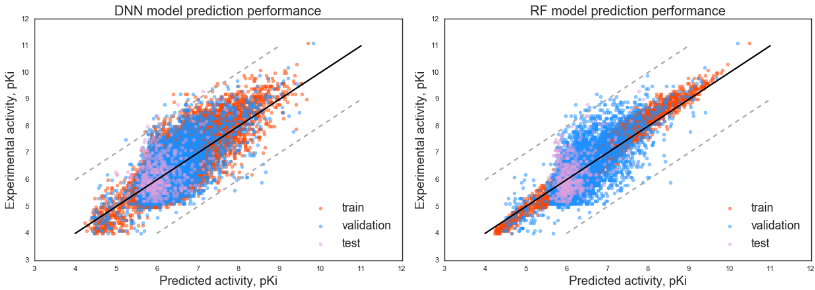 DNN model prediction performance
12
11
10
9
8
7
6
5
4
3
Experimental activity, pKi
train
validation
test
3 4 5 6 7 8 9 10 11 12
Predicted activity, pKi
RF model prediction performance
12
11
10
9
8
7
6
5
4
3
Experimental activity, pKi
train
validation
test
3 4 5 6 7 8 9 10 11 12
Predicted activity, pKi